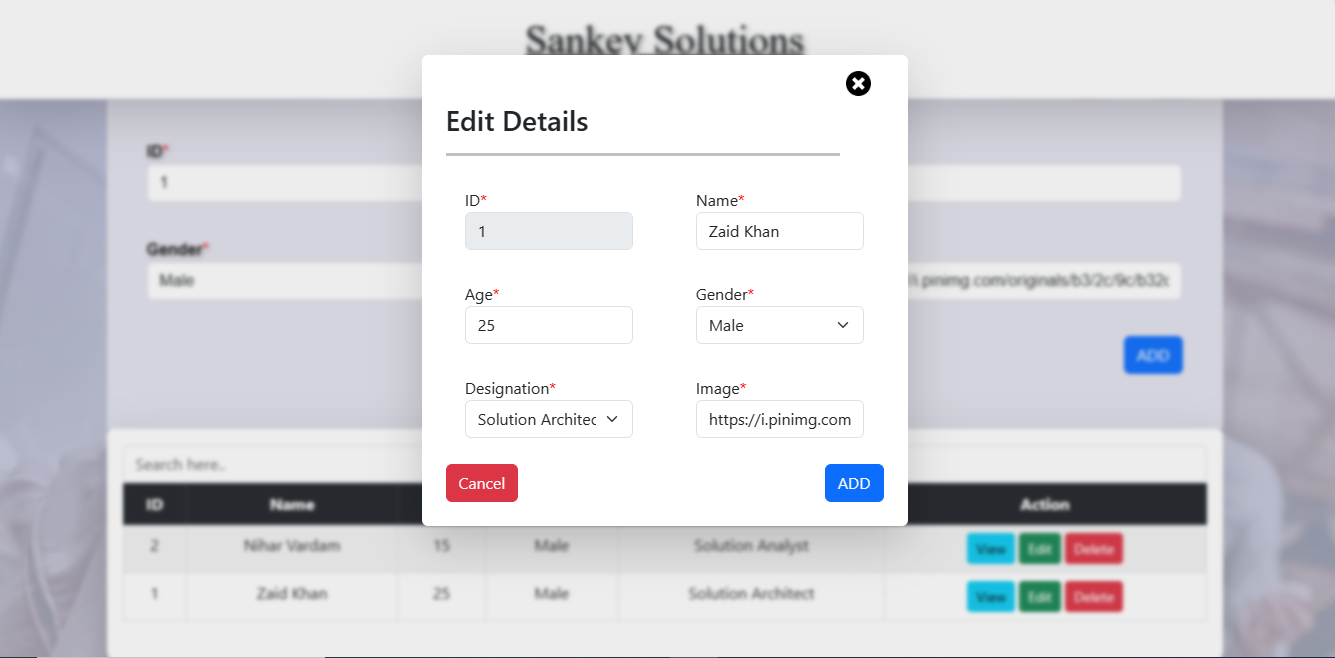 Sankey Solutions
Edit Details
ID*
1
ID*
Name*
1
Zaid Khan
Gender*
Male
i.pinimg.com/originals/b3/2c/9c/b32c
Age*
Gender*
25
Male
ADD
Designation*
Image*
Solution Architec
https://i.pinimg.com
Search here..
Cancel
ADD
ID Name Action
2 Nihar Vardam 15 Male Solution Analyst View Edit Delete
1 Zaid Khan 25 Male Solution Architect View Edit Delete